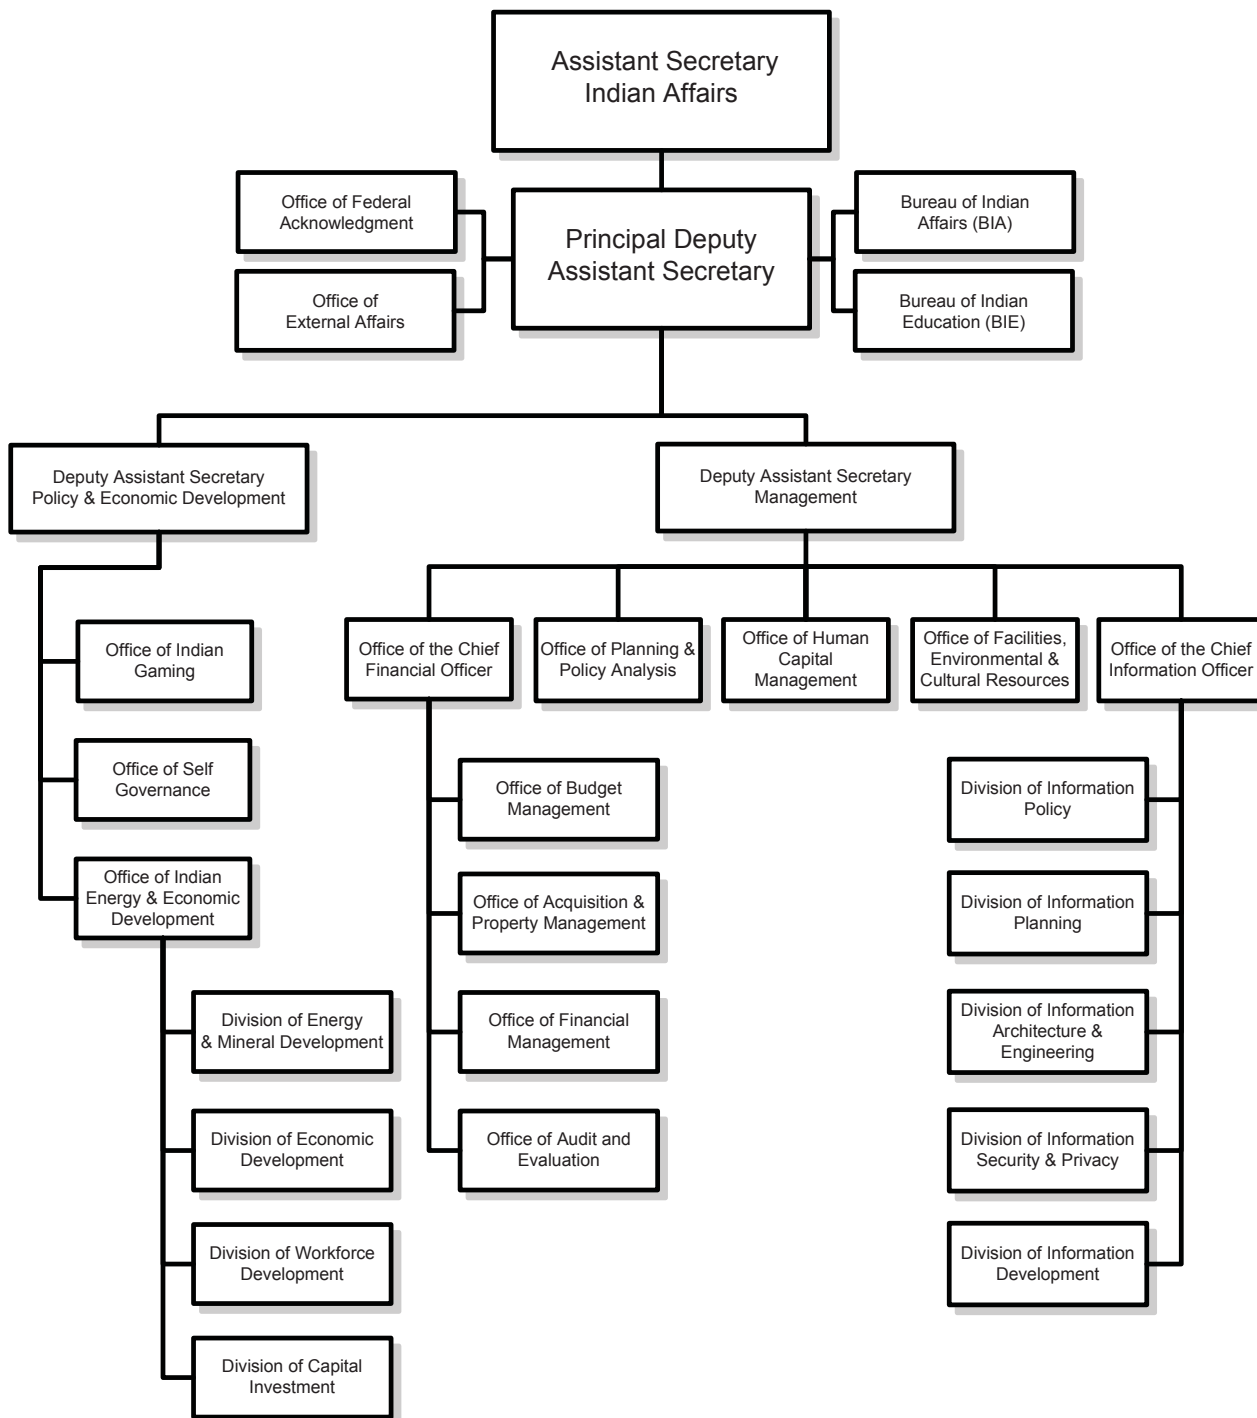 Assistant Secretary
Indian Affairs
Office of Federal
Acknowledgment
Principal Deputy
Assistant Secretary
Bureau of Indian
Affairs (BIA)
Office of
External Affairs
Bureau of Indian
Education (BIE)
Deputy Assistant Secretary
Policy & Economic Development
Deputy Assistant Secretary
Management
Office of Indian
Gaming
Office of Self
Governance
Office of Indian
Energy & Economic
Development
Division of Energy
& Mineral Development
Division of Economic
Development
Division of Workforce
Development
Division of Capital
Investment
Office of the Chief
Financial Officer
Office of Planning &
Policy Analysis
Office of Human
Capital
Management
Office of Facilities,
Environmental &
Cultural Resources
Office of the Chief
Information Officer
Office of Budget
Management
Office of Acquisition &
Property Management
Office of Financial
Management
Office of Audit and
Evaluation
Division of Information
Policy
Division of Information
Planning
Division of Information
Architecture &
Engineering
Division of Information
Security & Privacy
Division of Information
Development